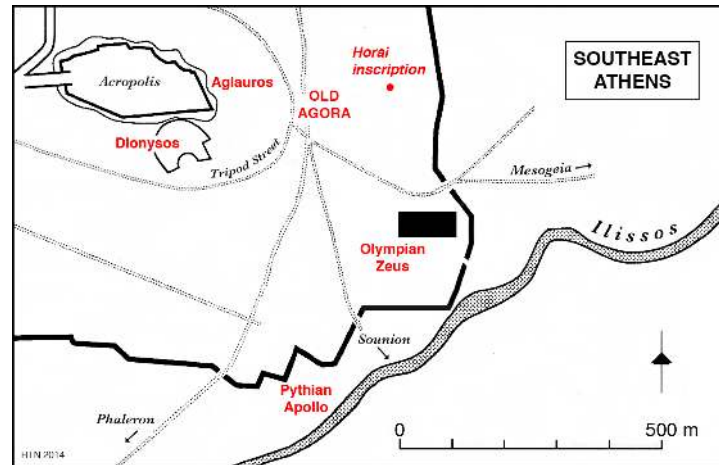 Horai
inscription
SOUTHEAST
ATHENS
Acropolis
Aglauros
OLD
AGORA
Dionysos
Tripod Street
Mesogeia
Ilissos
Olympian
Zeus
Sounion
Pythian
Apollo
Phaleron
0
500 m
HTN 2014